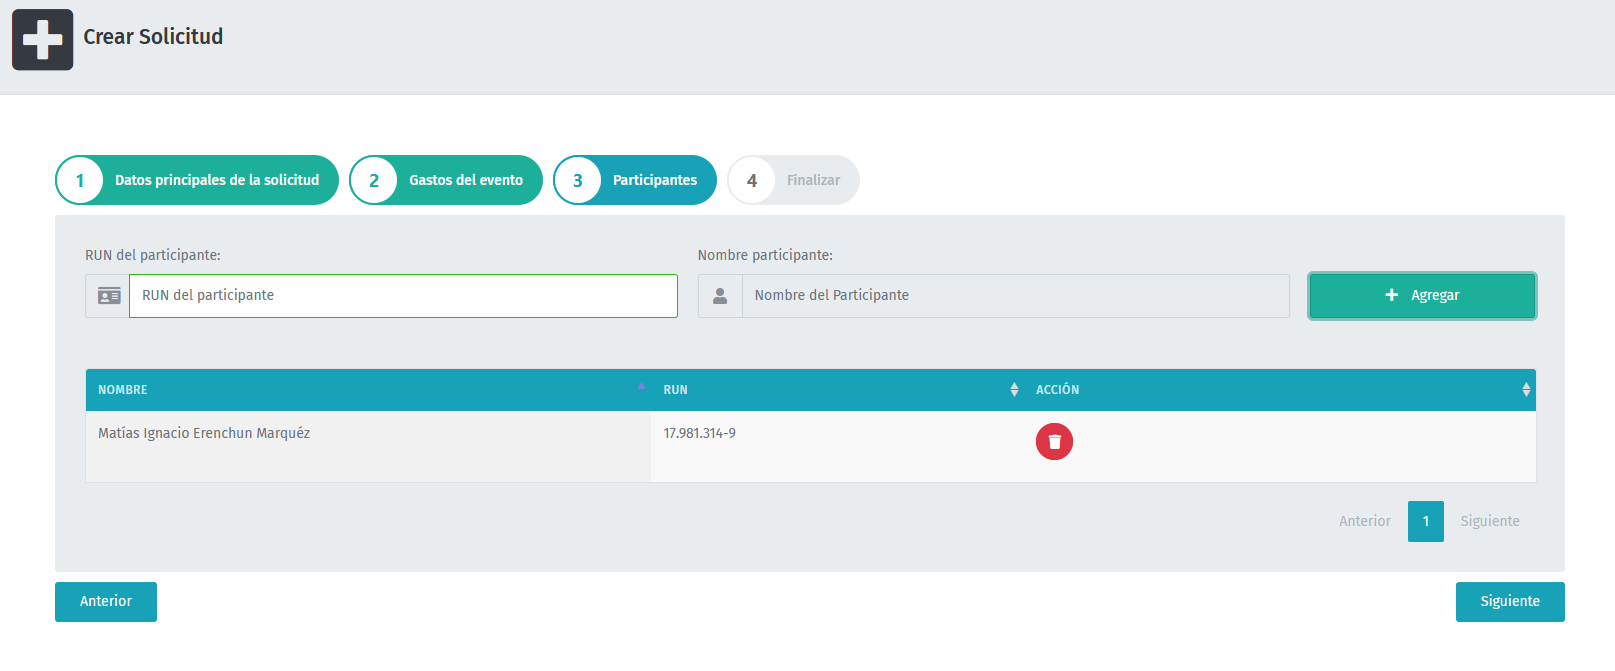 Crear Solicitud
1 Datos principales de la solicitud 2 Gastos del evento 3 Participantes 4 Finalizar
RUN del participante: Nombre participante:
RUN del participante Nombre del Participante Agregar
NOMBRE RUN ACCIÓN
Matías Ignacio Erenchun Marquéz 17.981.314-9
Anterior 1 Siguiente
Anterior Siguiente